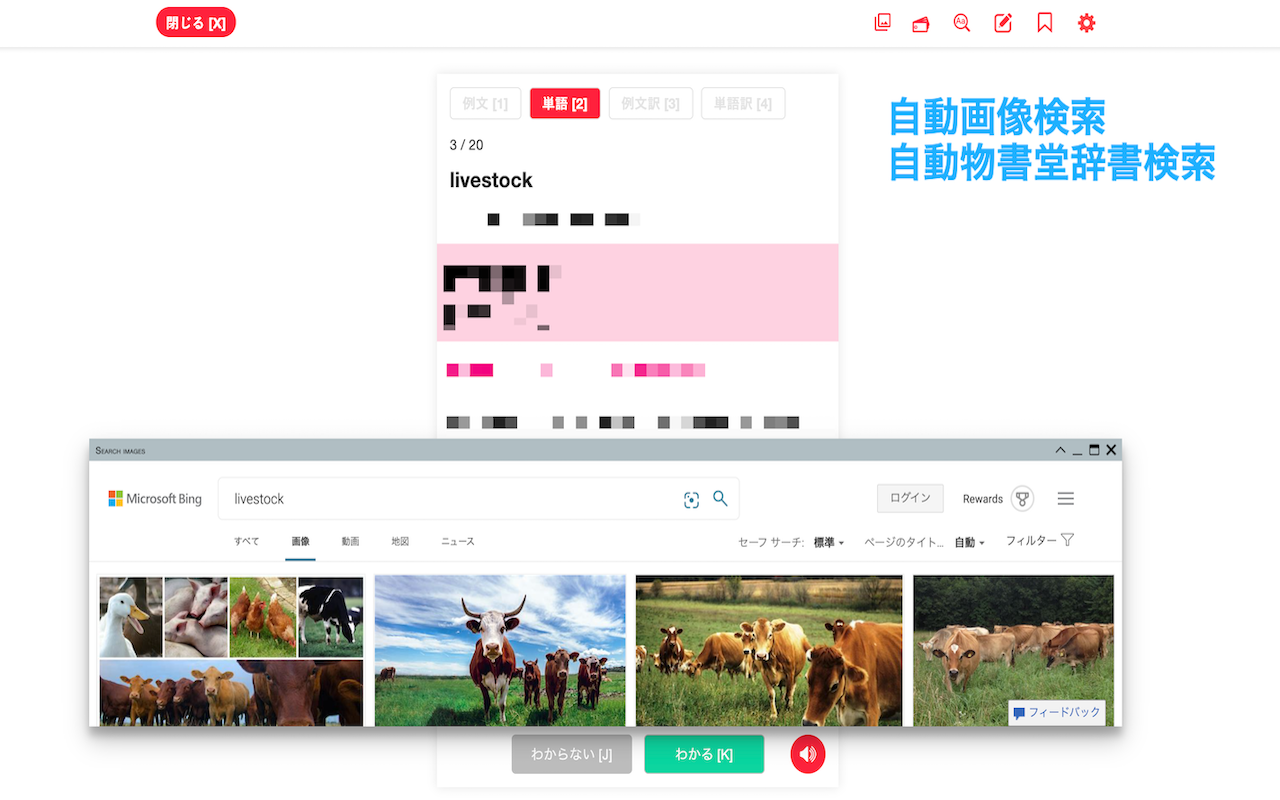 閉じる [X]
例文 [1]
単語 [2]
例文訳 [3]
単語訳 [4]
自動画像検索
自動物書堂辞書検索
3 / 20
livestock
Search images
Microsoft Bing
livestock
ログイン
Rewards
すべて
画像
動画
地図
ニュース
セーフ サーチ: 標準
ページのタイト... 自動
フィルター
フィードバック
わからない [J]
わかる [K]